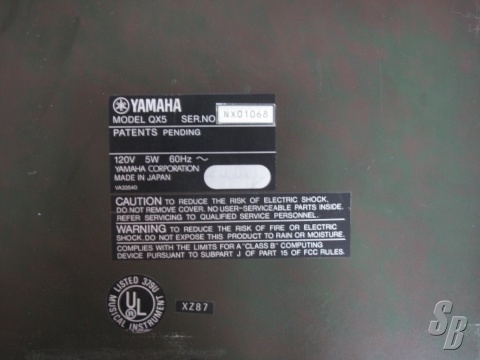 YAMAHA
MODEL QX5 SER.NO. NX01068
PATENTS PENDING
120V 5W 60Hz ～
YAMAHA CORPORATION
MADE IN JAPAN
CAUTION TO REDUCE THE RISK OF ELECTRIC SHOCK.
DO NOT REMOVE COVER. NO USER-SERVICEABLE PARTS INSIDE.
REFER SERVICING TO QUALIFIED SERVICE PERSONNEL.
WARNING TO REDUCE THE RISK OF FIRE OR ELECTRIC
SHOCK. DO NOT EXPOSE THIS PRODUCT TO RAIN OR MOISTURE.
COMPLIES WITH THE LIMITS FOR A "CLASS B" COMPUTING
DEVICE PURSUANT TO SUBPART J OF PART 15 OF FCC RULES.
LISTED 378U
UL
MUSICAL INSTRUMENT
XZ87
SB